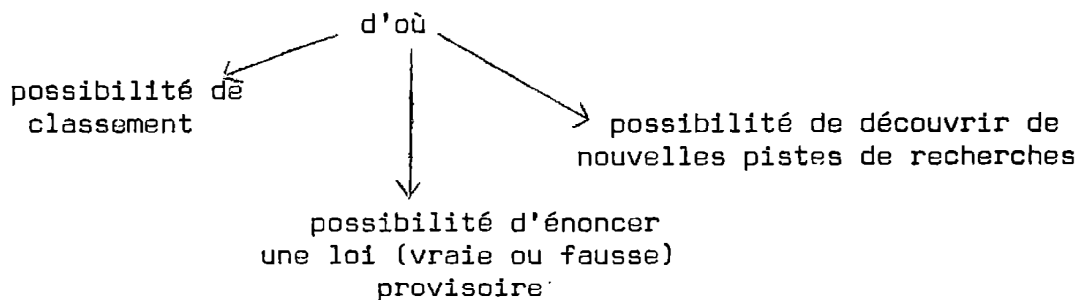 d'où
possibilité de
classement
possibilité de découvrir de
nouvelles pistes de recherches
possibilité d'énoncer
une loi (vraie ou fausse)
provisoire